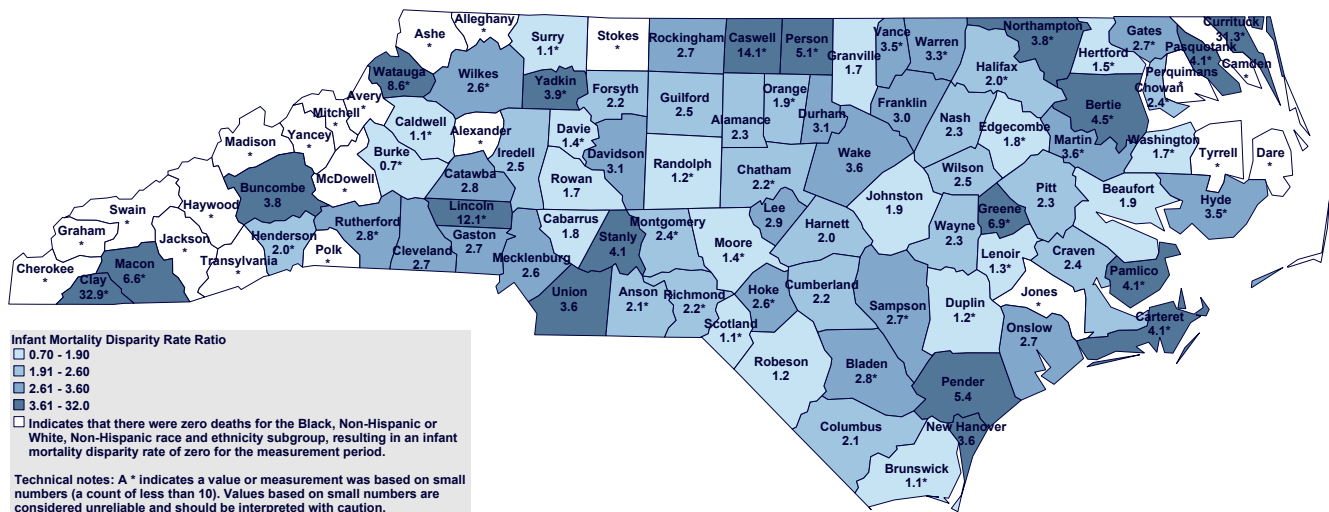 Alleghany
*
Ashe
*
Surry
1.1*
Stokes
*
Rockingham
2.7
Caswell
14.1*
Person
5.1*
Granville
1.7
Vance
3.5*
Warren
3.3*
Northampton
3.8*
Hertford
1.5*
Gates
2.7*
Currituck
31.3*
Pasquotank
4.1*
Camden
*
Perquimans
*
Chowan
2.4*
Watauga
8.6*
Wilkes
2.6*
Yadkin
3.9*
Forsyth
2.2
Guilford
2.5
Alamance
2.3
Orange
1.9*
Durham
3.1
Franklin
3.0
Halifax
2.0*
Bertie
4.5*
Avery
*
Mitchell
*
Yancey
*
Madison
*
Caldwell
1.1*
Alexander
*
Iredell
2.5
Davie
1.4*
Davidson
3.1
Randolph
1.2*
Chatham
2.2*
Wake
3.6
Nash
2.3
Edgecombe
1.8*
Martin
3.6*
Washington
1.7*
Tyrrell
*
Dare
*
Burke
0.7*
McDowell
*
Buncombe
3.8
Haywood
*
Swain
*
Graham
*
Cherokee
*
Clay
32.9*
Macon
6.6*
Jackson
*
Transylvania
*
Henderson
2.0*
Polk
*
Rutherford
2.8*
Cleveland
2.7
Catawba
2.8
Lincoln
12.1*
Gaston
2.7
Rowan
1.7
Cabarrus
1.8
Mecklenburg
2.6
Stanly
4.1
Montgomery
2.4*
Moore
1.4*
Lee
2.9
Harnett
2.0
Johnston
1.9
Wilson
2.5
Wayne
2.3
Greene
6.9*
Pitt
2.3
Beaufort
1.9
Hyde
3.5*
Lenoir
1.3*
Craven
2.4
Pamlico
4.1*
Carteret
4.1*
Jones
*
Onslow
2.7
Duplin
1.2*
Sampson
2.7*
Cumberland
2.2
Hoke
2.6*
Richmond
2.2*
Anson
2.1*
Union
3.6
Scotland
1.1*
Robeson
1.2
Bladen
2.8*
Pender
5.4
New Hanover
3.6
Columbus
2.1
Brunswick
1.1*
Infant Mortality Disparity Rate Ratio
0.70 - 1.90
1.91 - 2.60
2.61 - 3.60
3.61 - 32.0
Indicates that there were zero deaths for the Black, Non-Hispanic or
White, Non-Hispanic race and ethnicity subgroup, resulting in an infant
mortality disparity rate of zero for the measurement period.
Technical notes: A * indicates a value or measurement was based on small
numbers (a count of less than 10). Values based on small numbers are
considered unreliable and should be interpreted with caution.